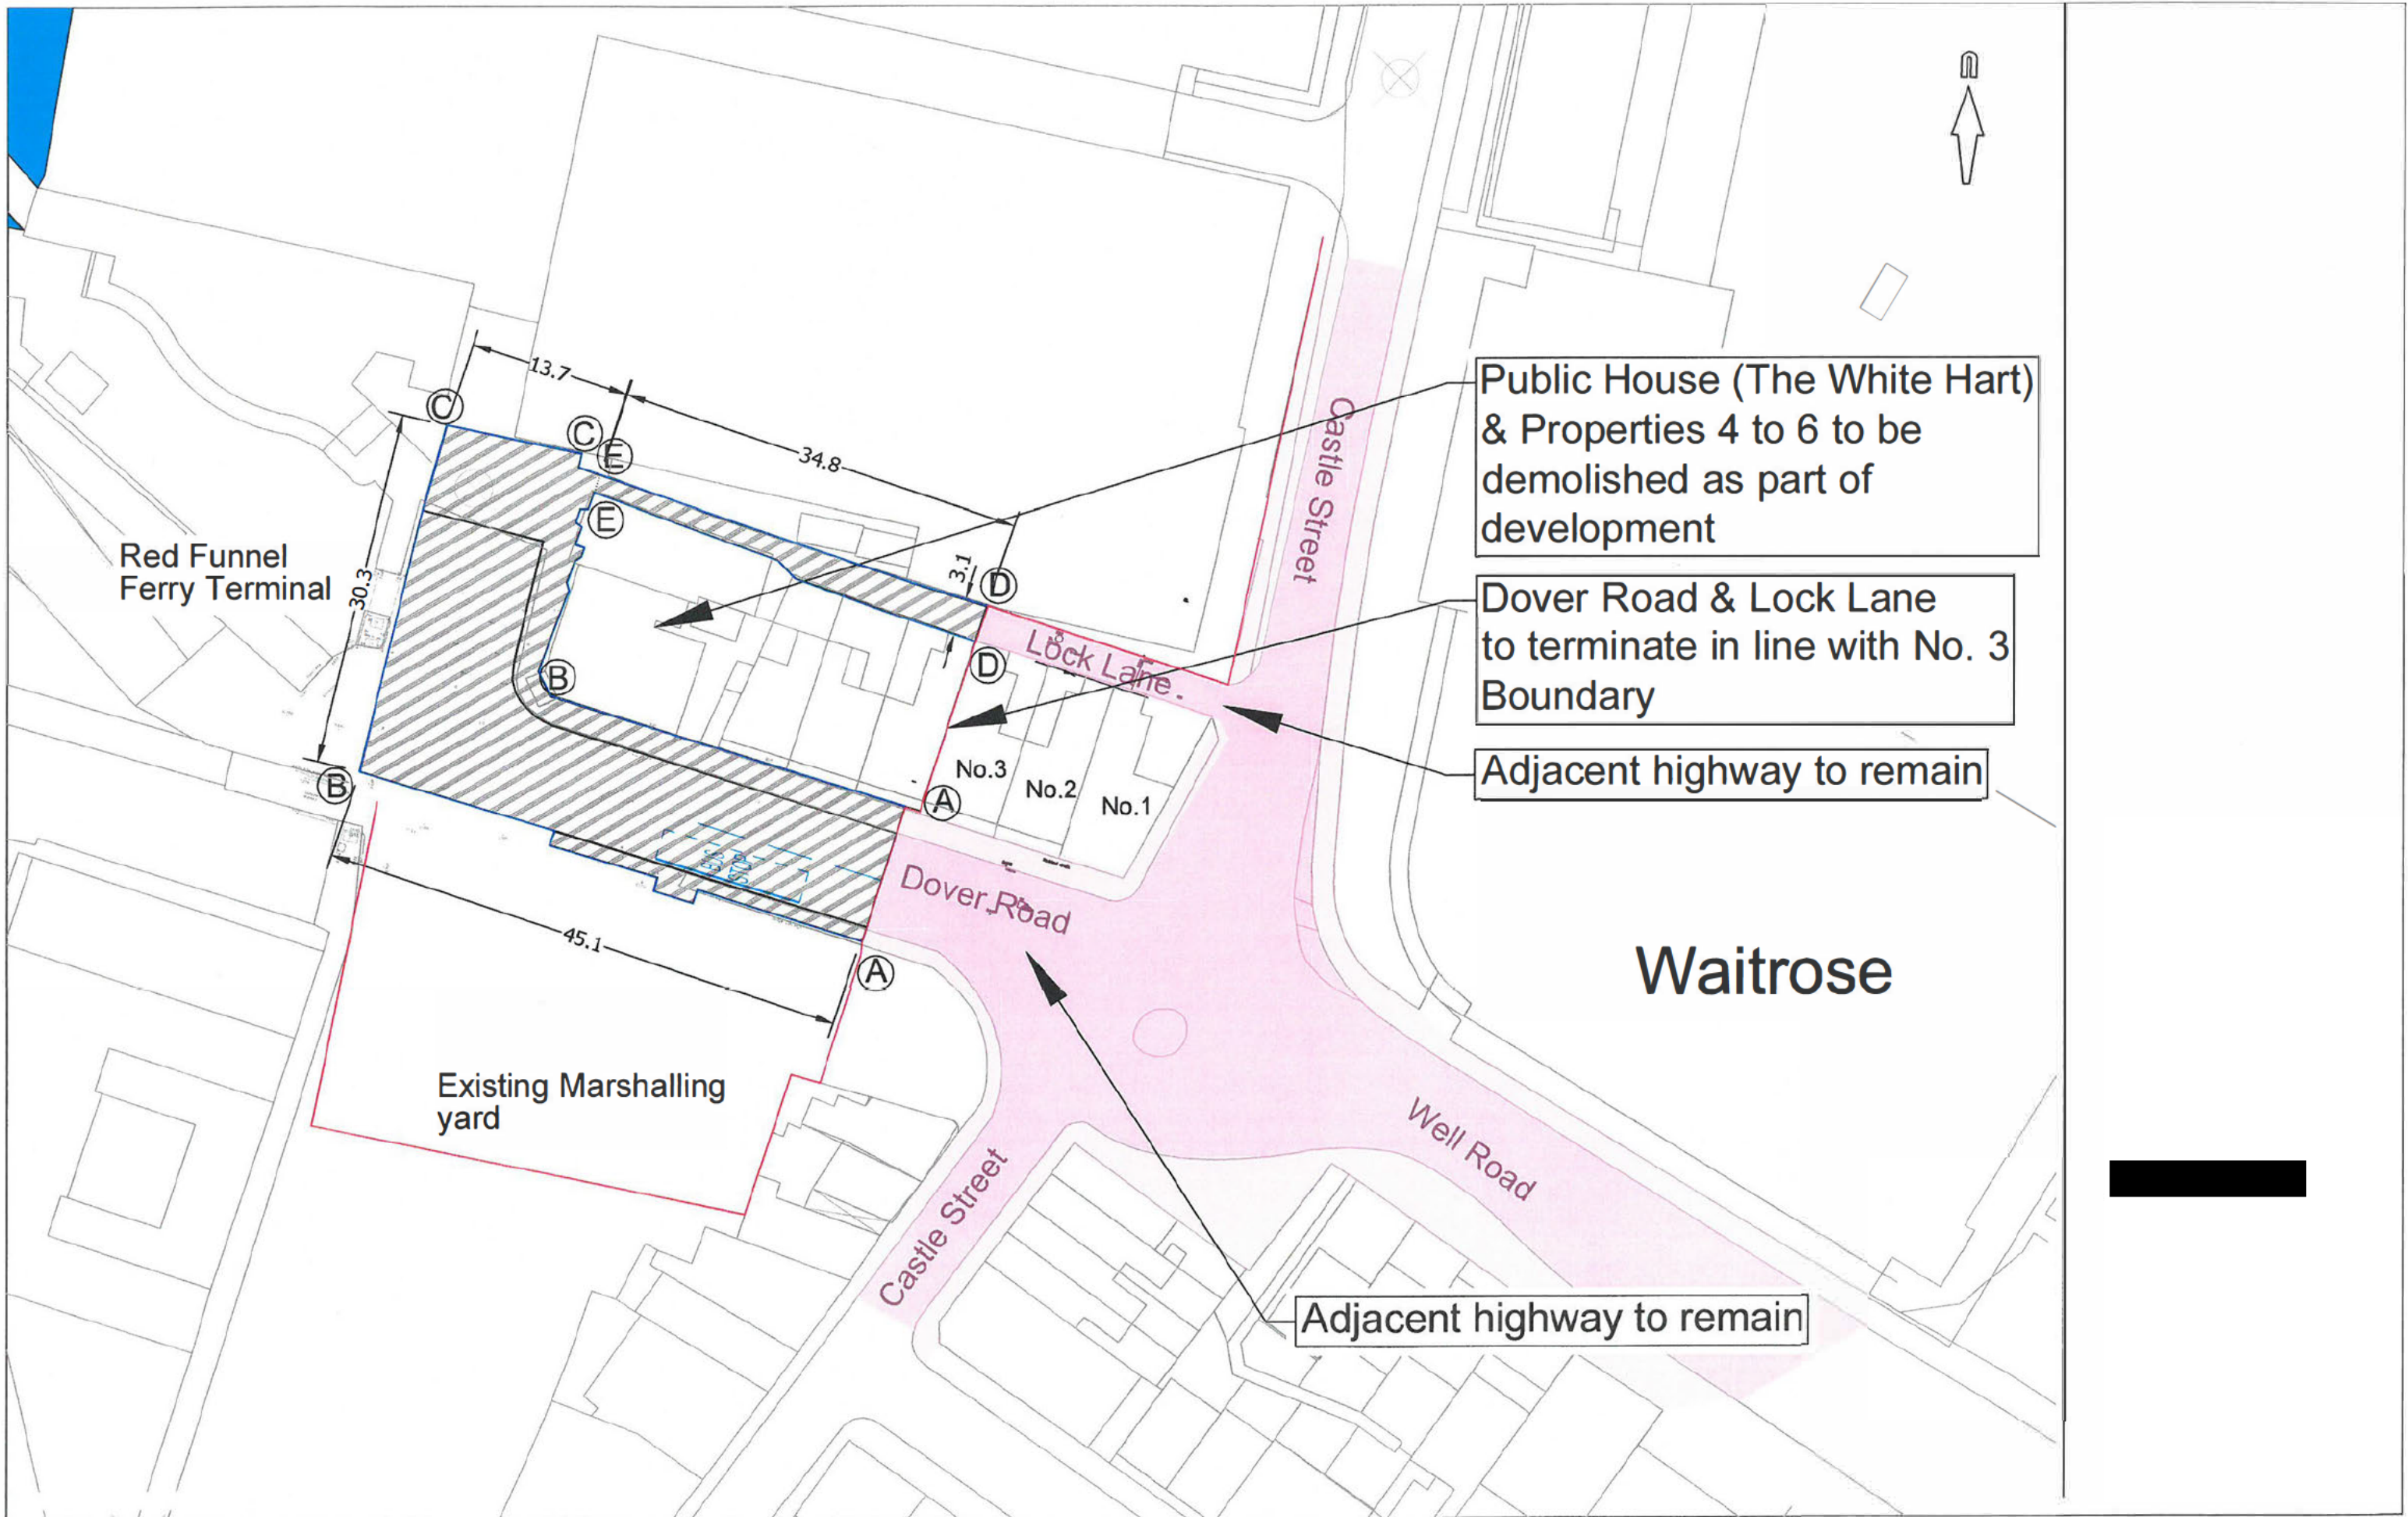 n
Public House (The White Hart)
& Properties 4 to 6 to be
demolished as part of
development
Dover Road & Lock Lane
to terminate in line with No. 3
Boundary
Adjacent highway to remain
Castle Street
13.7
34.8
C
C
E
E
3.1
D
D
Lock Lane
Red Funnel
Ferry Terminal
30.3
B
B
No.3
No.2
No.1
A
BUS
STOP
Dover Road
45.1
A
Waitrose
Existing Marshalling
yard
Well Road
Castle Street
Adjacent highway to remain